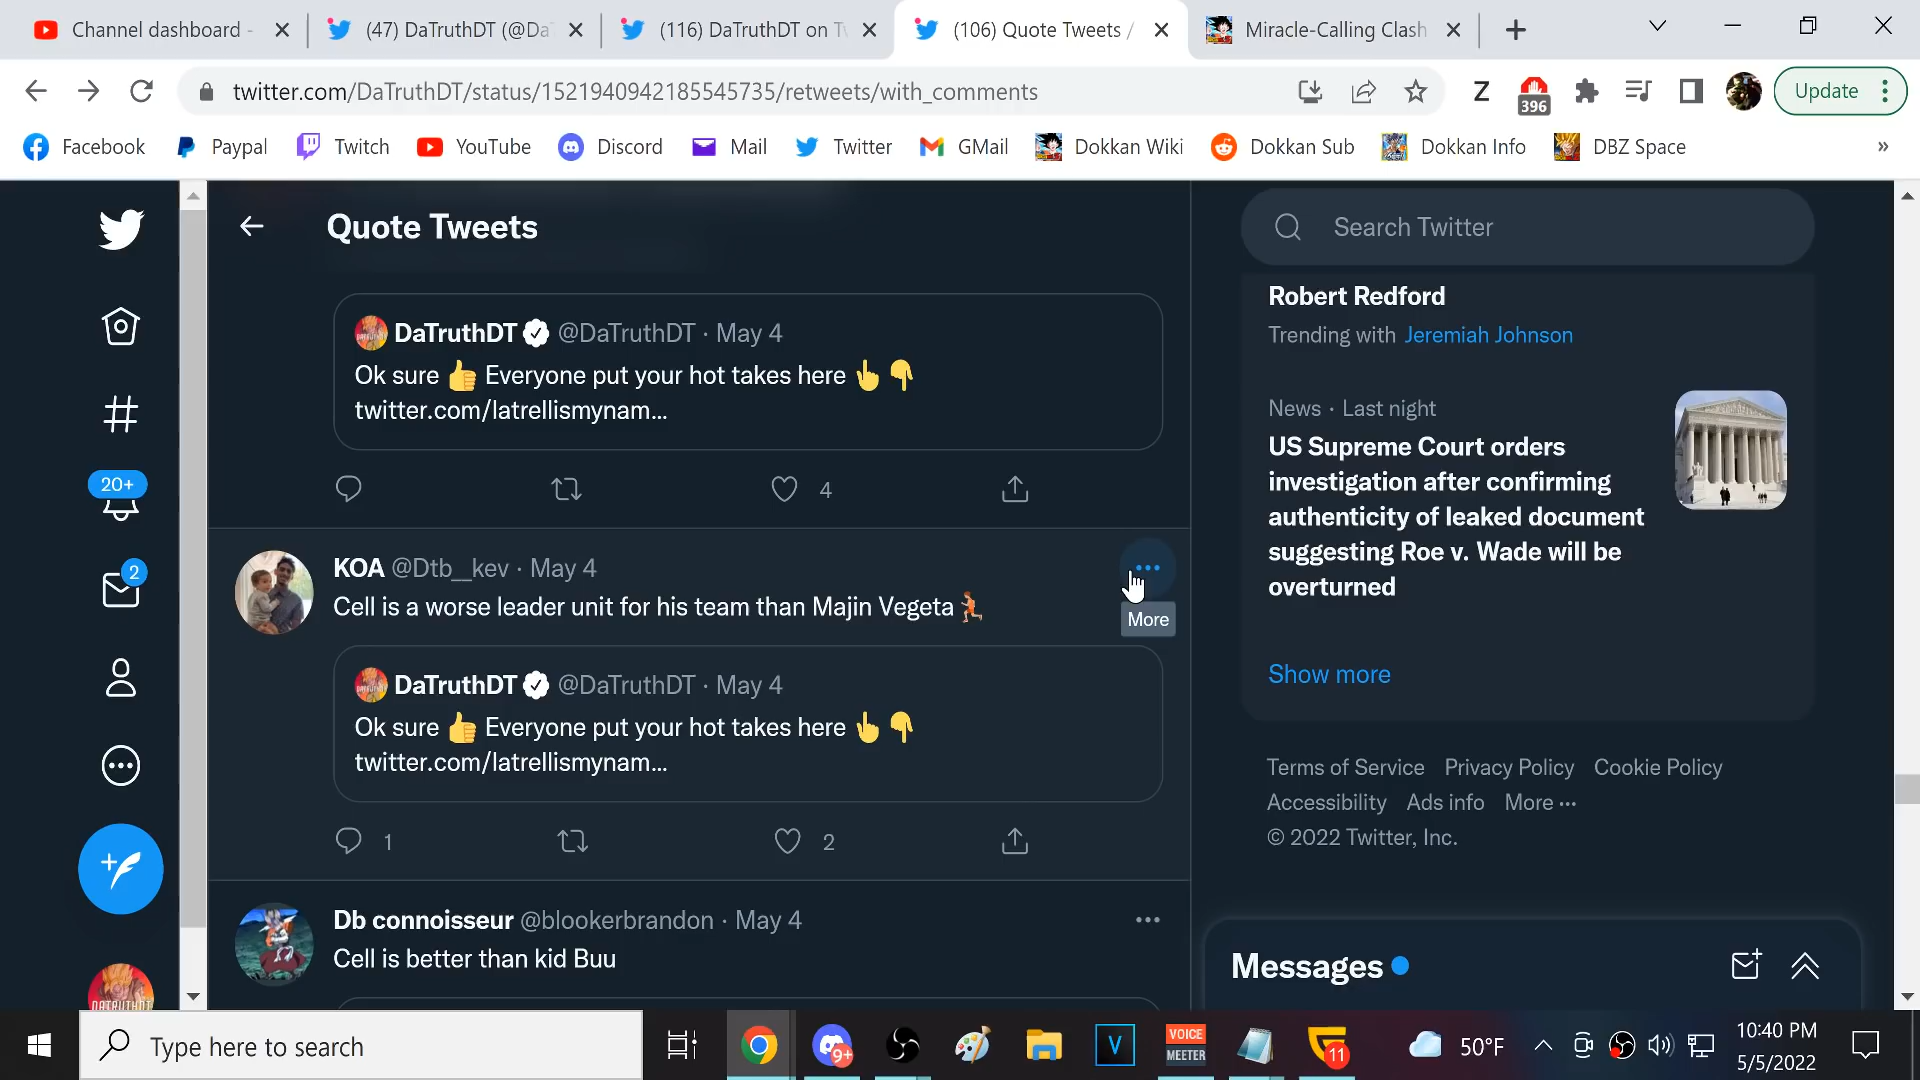 Channel dashboard -
(47) DaTruthDT (@Da
(116) DaTruthDT on Tw
(106) Quote Tweets /
Miracle-Calling Clash
twitter.com/DaTruthDT/status/1521940942185545735/retweets/with_comments
Z
396
Update
Facebook
Paypal
Twitch
YouTube
Discord
Mail
Twitter
GMail
Dokkan Wiki
Dokkan Sub
Dokkan Info
DBZ Space
»
Quote Tweets
Search Twitter
DaTruthDT @DaTruthDT · May 4
Ok sure 👍 Everyone put your hot takes here 👆👇
twitter.com/latrellismynam...
4
KOA @Dtb__kev · May 4
Cell is a worse leader unit for his team than Majin Vegeta 🏃
More
DaTruthDT @DaTruthDT · May 4
Ok sure 👍 Everyone put your hot takes here 👆👇
twitter.com/latrellismynam...
1
2
Db connoisseur @blookerbrandon · May 4
Cell is better than kid Buu
20+
2
DATRUTHDT
Robert Redford
Trending with Jeremiah Johnson
News · Last night
US Supreme Court orders
investigation after confirming
authenticity of leaked document
suggesting Roe v. Wade will be
overturned
Show more
Terms of Service Privacy Policy Cookie Policy
Accessibility Ads info More ···
© 2022 Twitter, Inc.
Messages
Type here to search
9+
V
VOICE
MEETER
11
50°F
10:40 PM
5/5/2022